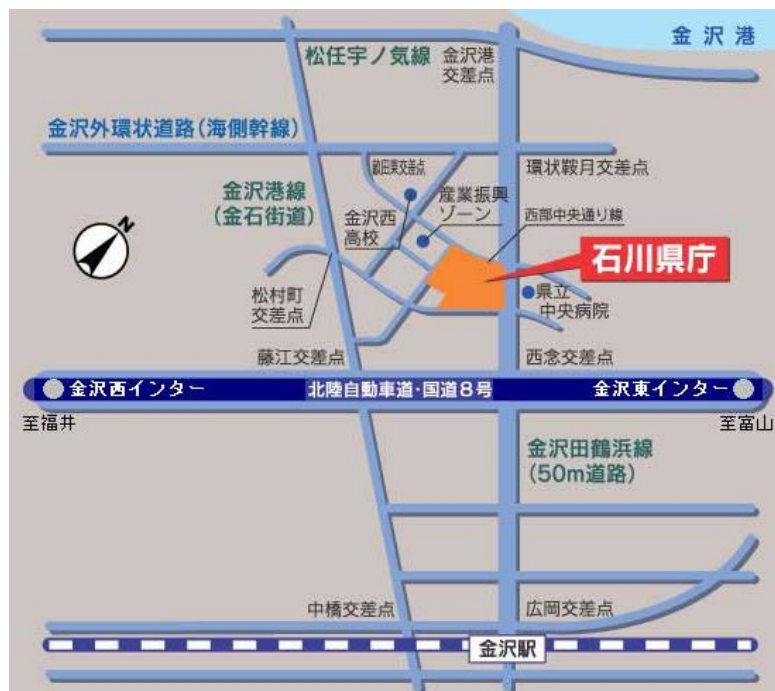 金沢港
松任宇ノ気線
金沢港
交差点
金沢外環状道路(海側幹線)
環状鞍月交差点
金沢港線
(金石街道)
産業振興
ゾーン
金沢西
高校
西部中央通り線
N
石川県庁
松村町
交差点
県立
中央病院
藤江交差点
西念交差点
金沢西インター
北陸自動車道・国道8号
金沢東インター
至福井
至富山
金沢田鶴浜線
(50m道路)
中橋交差点
広岡交差点
金沢駅